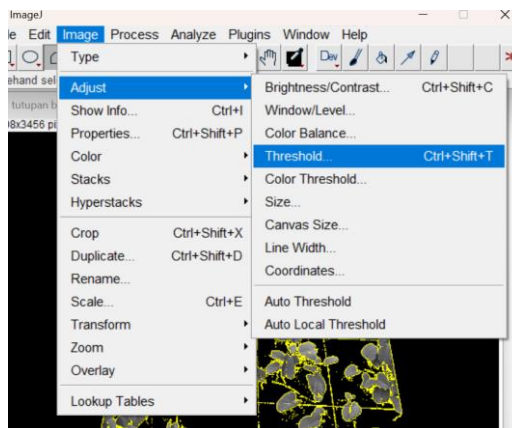 ImageJ
Edit Image Process Analyze Plugins Window Help
Dev
Type
Adjust
Show Info... Ctrl+I
Properties... Ctrl+Shift+P
Color
Stacks
Hyperstacks
Crop Ctrl+Shift+X
Duplicate... Ctrl+Shift+D
Rename...
Scale... Ctrl+E
Transform
Zoom
Overlay
Lookup Tables
Brightness/Contrast... Ctrl+Shift+C
Window/Level...
Color Balance...
Threshold... Ctrl+Shift+T
Color Threshold...
Size...
Canvas Size...
Line Width...
Coordinates...
Auto Threshold
Auto Local Threshold
ehand sel
tutupan b